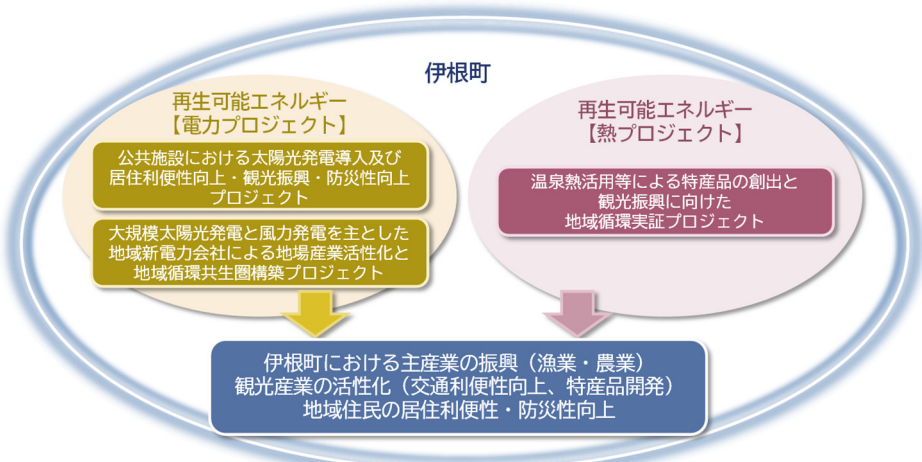 伊根町
再生可能エネルギー
【電力プロジェクト】
公共施設における太陽光発電導入及び
居住利便性向上・観光振興・防災性向上
プロジェクト
大規模太陽光発電と風力発電を主とした
地域新電力会社による地場産業活性化と
地域循環共生圏構築プロジェクト
再生可能エネルギー
【熱プロジェクト】
温泉熱活用等による特産品の創出と
観光振興に向けた
地域循環実証プロジェクト
伊根町における主産業の振興（漁業・農業）
観光産業の活性化（交通利便性向上、特産品開発）
地域住民の居住利便性・防災性向上